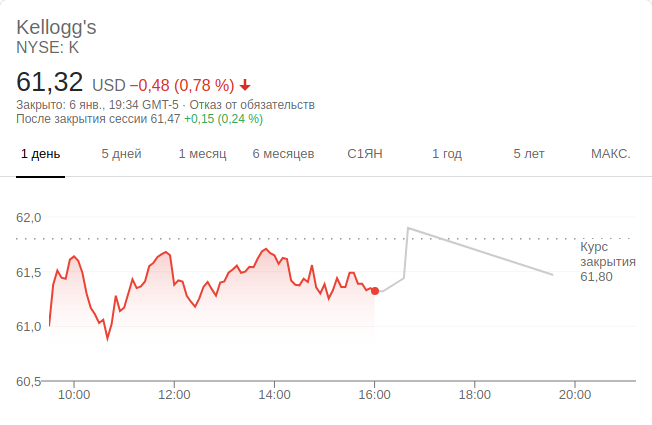 Kellogg's
NYSE: K
61,32 USD −0,48 (0,78 %)
Закрыто: 6 янв., 19:34 GMT-5 · Отказ от обязательств
После закрытия сессии 61,47 +0,15 (0,24 %)
1 день 5 дней 1 месяц 6 месяцев С1ЯН 1 год 5 лет МАКС.
62,0
Курс
закрытия
61,80
61,5
61,0
60,5
10:00 12:00 14:00 16:00 18:00 20:00